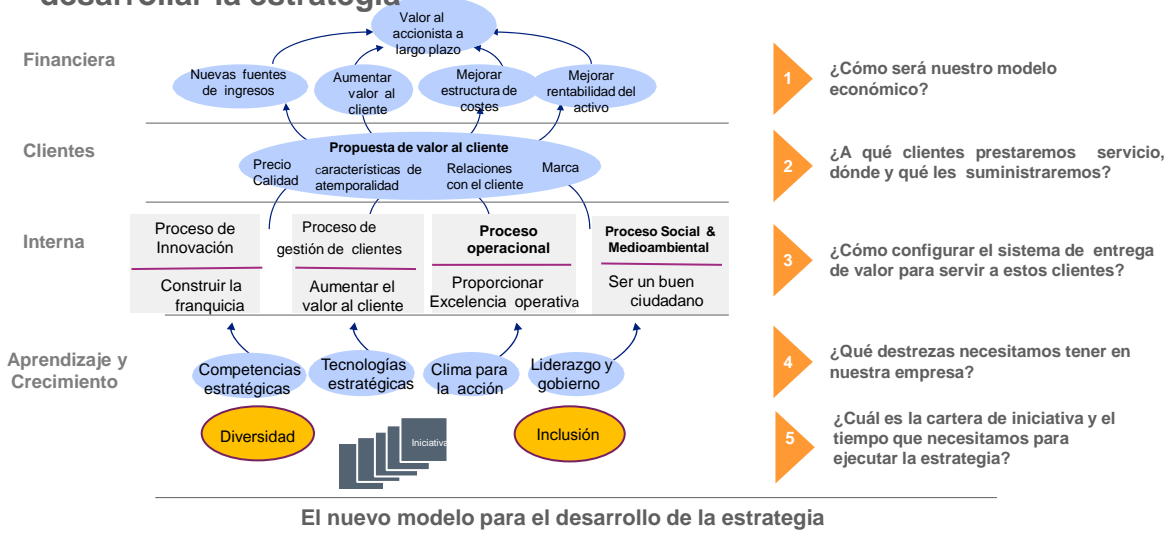 desarrollar la estrategia
Financiera
Valor al
accionista a
largo plazo
Nuevas fuentes
de ingresos
Aumentar
valor al
cliente
Mejorar
estructura de
costes
Mejorar
rentabilidad del
activo
1
¿Cómo será nuestro modelo
económico?
Clientes
Propuesta de valor al cliente
Precio
Calidad
características de
atemporalidad
Relaciones
con el cliente
Marca
2
¿A qué clientes prestaremos servicio,
dónde y qué les suministraremos?
Interna
Proceso de
Innovación
Construir la
franquicia
Proceso de
gestión de clientes
Aumentar el
valor al cliente
Proceso
operacional
Proporcionar
Excelencia operativa
Proceso Social &
Medioambiental
Ser un buen
ciudadano
3
¿Cómo configurar el sistema de entrega
de valor para servir a estos clientes?
Aprendizaje y
Crecimiento
Competencias
estratégicas
Tecnologías
estratégicas
Clima para
la acción
Liderazgo y
gobierno
4
¿Qué destrezas necesitamos tener en
nuestra empresa?
Diversidad
Iniciativa
Inclusión
5
¿Cuál es la cartera de iniciativa y el
tiempo que necesitamos para
ejecutar la estrategia?
El nuevo modelo para el desarrollo de la estrategia